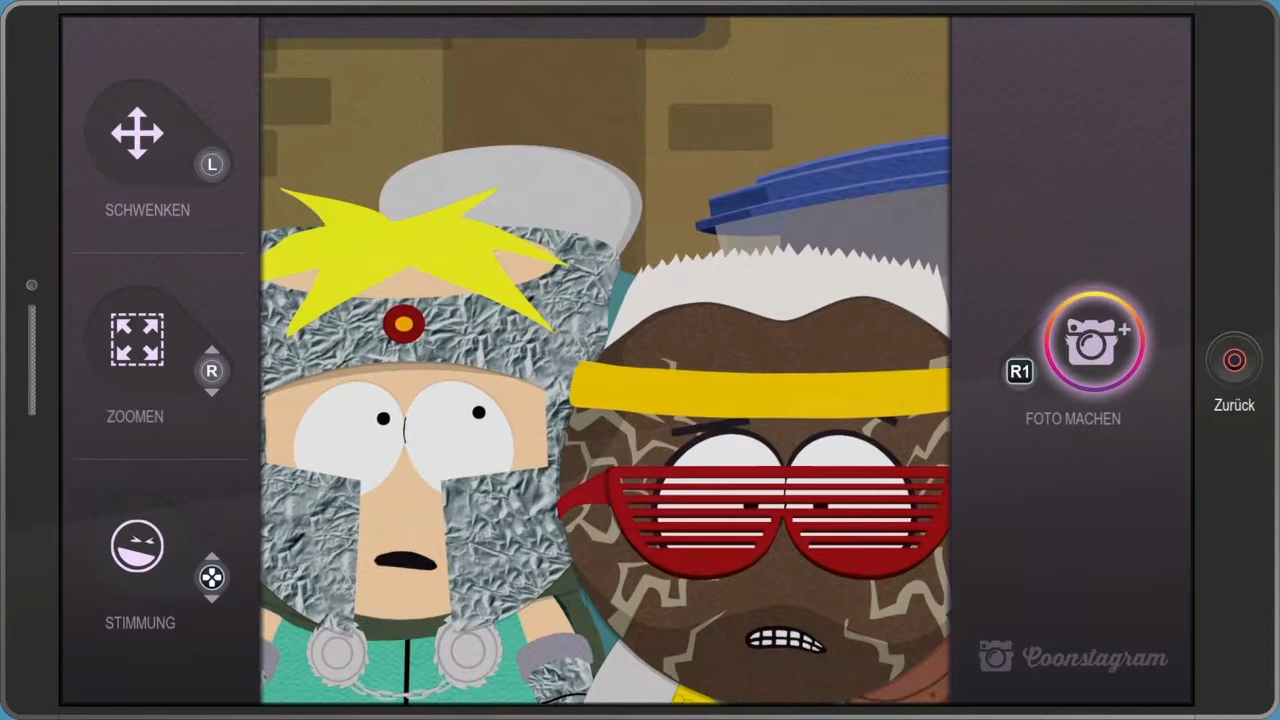 L
SCHWENKEN
R
ZOOMEN
STIMMUNG
R1
FOTO MACHEN
Zurück
Coonstagram